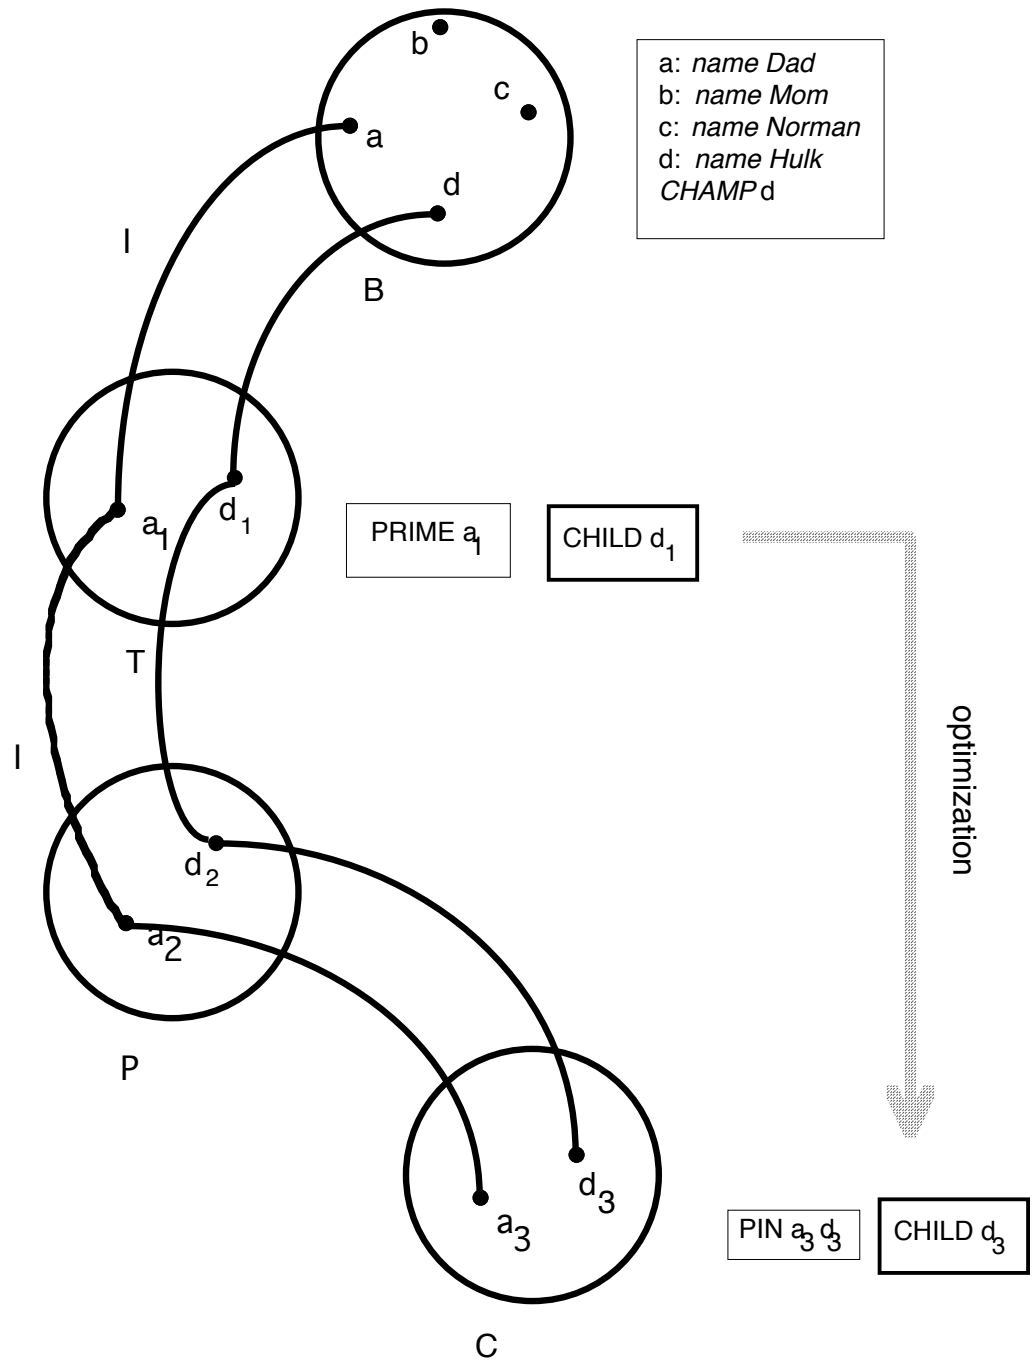 b
c
a
d
a: name Dad
b: name Mom
c: name Norman
d: name Hulk
CHAMP d
I
B
a1
d1
PRIME a1
CHILD d1
T
I
optimization
d2
a2
P
d3
a3
PIN a3 d3
CHILD d3
C